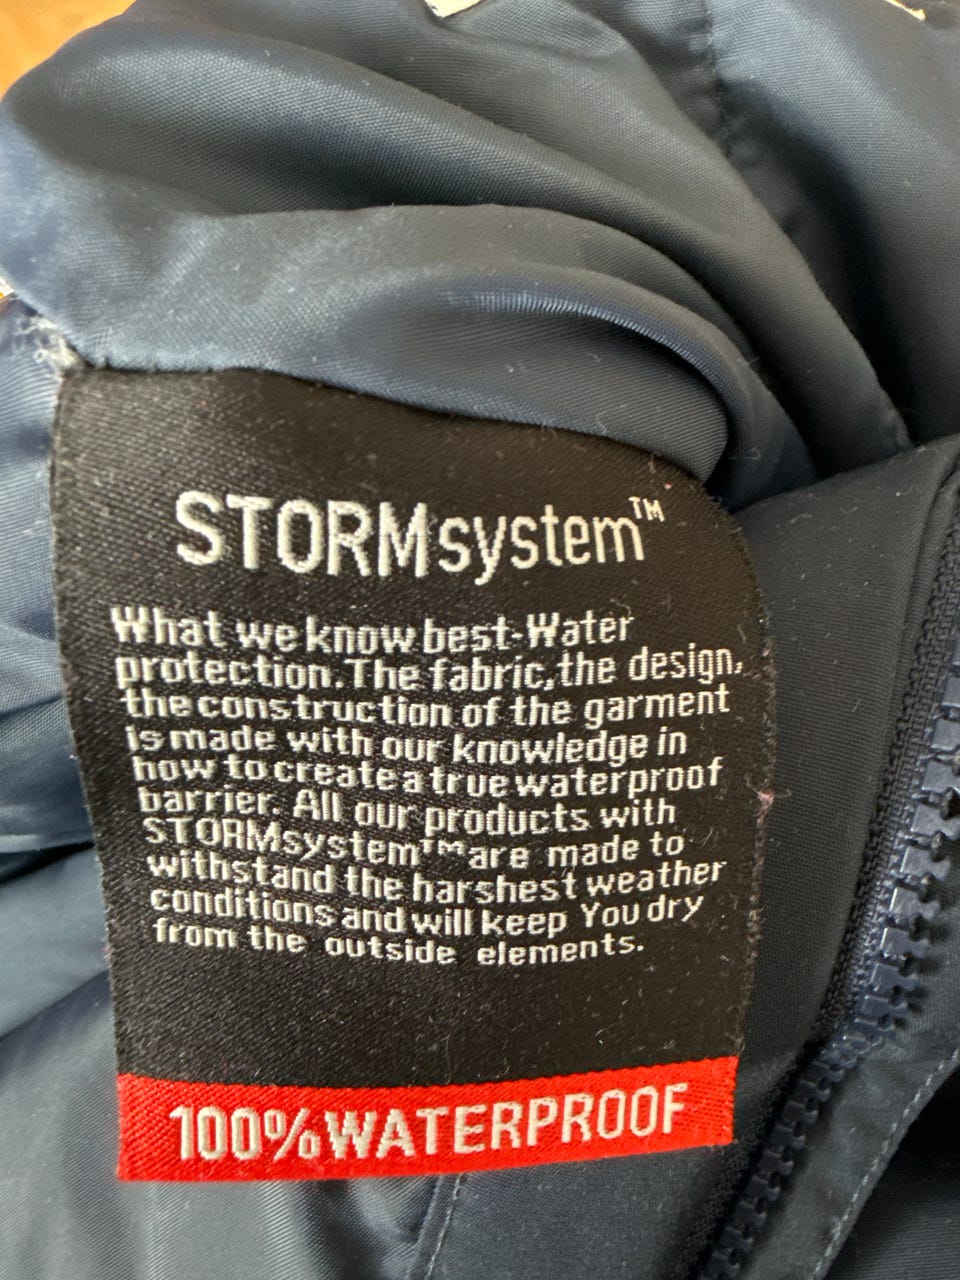 STORMsystem™
What we know best-Water
protection.The fabric,the design,
the construction of the garment
is made with our knowledge in
how to create a true waterproof
barrier. All our products with
STORMsystem™are made to
withstand the harshest weather
conditions and will keep You dry
from the outside elements.
100% WATERPROOF